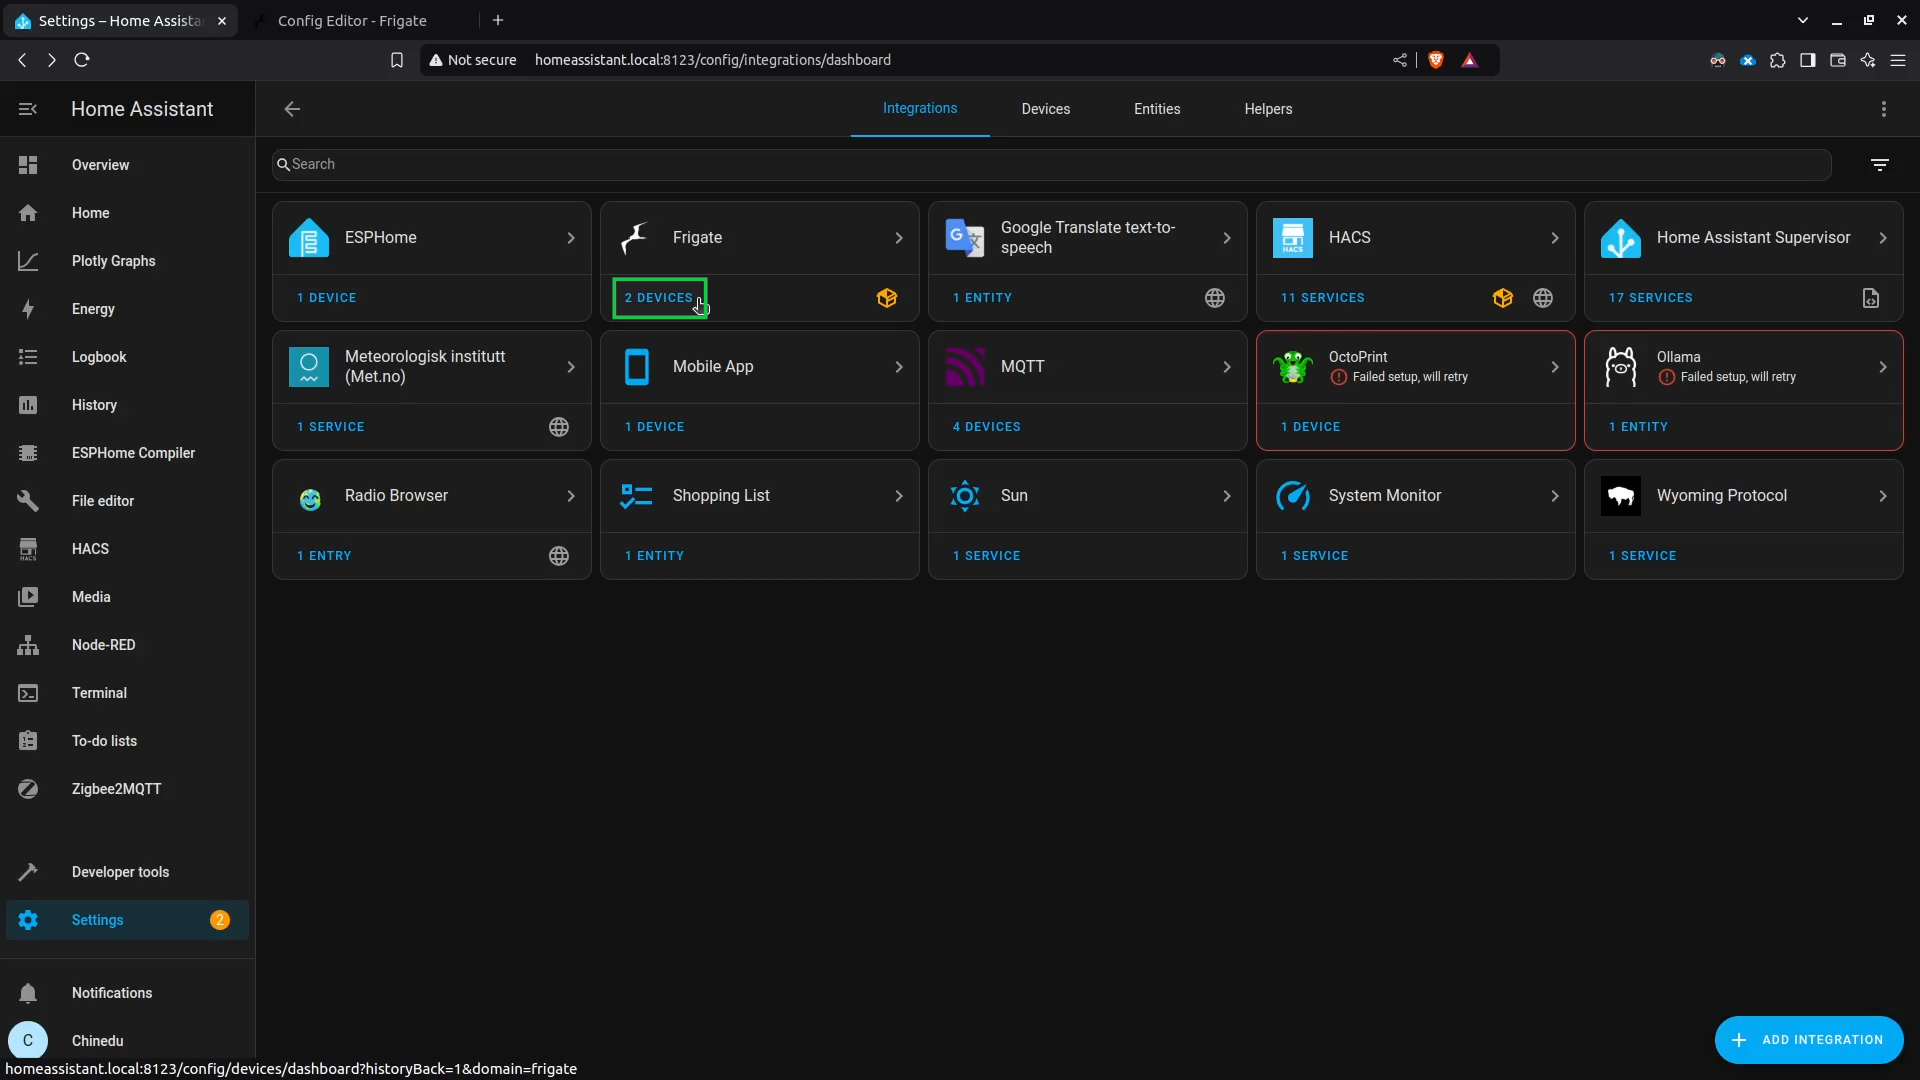 Settings – Home Assista
Config Editor - Frigate
Not secure
homeassistant.local:8123/config/integrations/dashboard
Home Assistant
Integrations
Devices
Entities
Helpers
Search
Overview
Home
Plotly Graphs
Energy
Logbook
History
ESPHome Compiler
File editor
HACS
Media
Node-RED
Terminal
To-do lists
Zigbee2MQTT
Developer tools
Settings
2
Notifications
C
Chinedu
ESPHome
1 DEVICE
Frigate
2 DEVICES
Google Translate text-to-
speech
1 ENTITY
HACS
HACS
11 SERVICES
Home Assistant Supervisor
17 SERVICES
Meteorologisk institutt
(Met.no)
1 SERVICE
Mobile App
1 DEVICE
MQTT
4 DEVICES
OctoPrint
Failed setup, will retry
1 DEVICE
Ollama
Failed setup, will retry
1 ENTITY
Radio Browser
1 ENTRY
Shopping List
1 ENTITY
Sun
1 SERVICE
System Monitor
1 SERVICE
Wyoming Protocol
1 SERVICE
ADD INTEGRATION
homeassistant.local:8123/config/devices/dashboard?historyBack=1&domain=frigate